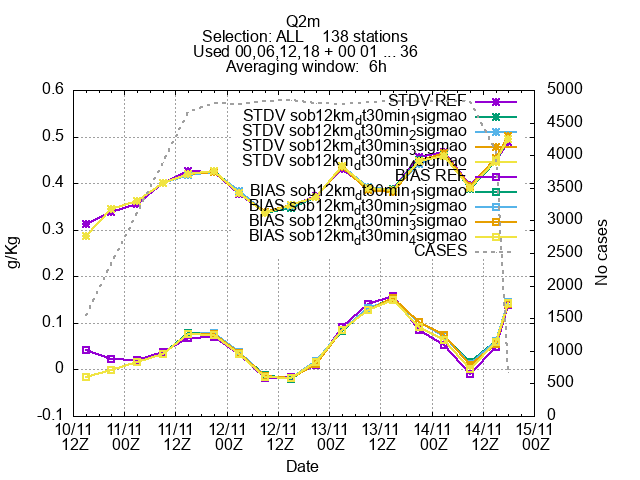 Q2m
Selection: ALL 138 stations
Used 00,06,12,18 + 00 01 ... 36
Averaging window: 6h
0.6
0.5
0.4
0.3
0.2
0.1
0
-0.1
g/Kg
5000
4500
4000
3500
3000
2500
2000
1500
1000
500
0
No cases
STDV REF
STDV sob12km_dt30min_1sigmao
STDV sob12km_dt30min_2sigmao
STDV sob12km_dt30min_3sigmao
STDV sob12km_dt30min_4sigmao
BIAS REF
BIAS sob12km_dt30min_1sigmao
BIAS sob12km_dt30min_2sigmao
BIAS sob12km_dt30min_3sigmao
BIAS sob12km_dt30min_4sigmao
CASES
10/11 11/11 11/11 12/11 12/11 13/11 13/11 14/11 14/11 15/11
12Z 00Z 12Z 00Z 12Z 00Z 12Z 00Z 12Z 00Z
Date